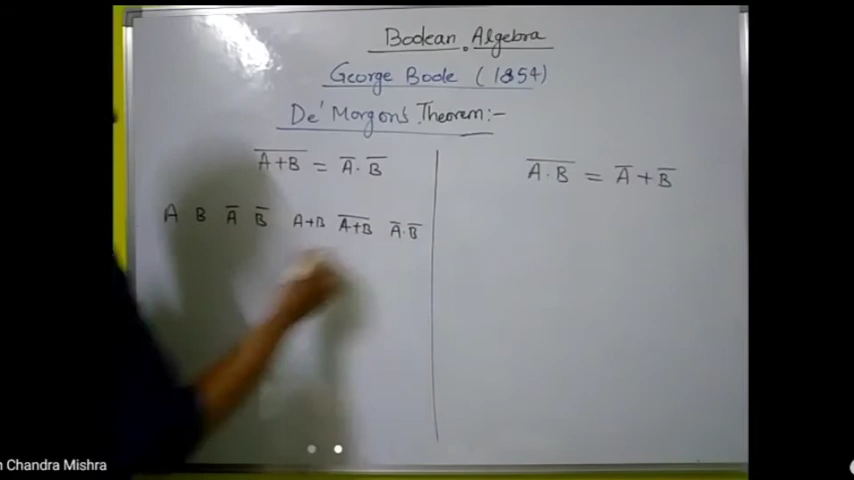 Boolean Algebra
George Boole (1854)
De' Morgon's Theorem:-
A̅+̅B̅ = A̅ . B̅
A̅ ̅.̅ ̅B̅ = A̅ + B̅
A B A̅ B̅ A+B A̅+̅B̅ A̅.B̅
Chandra Mishra